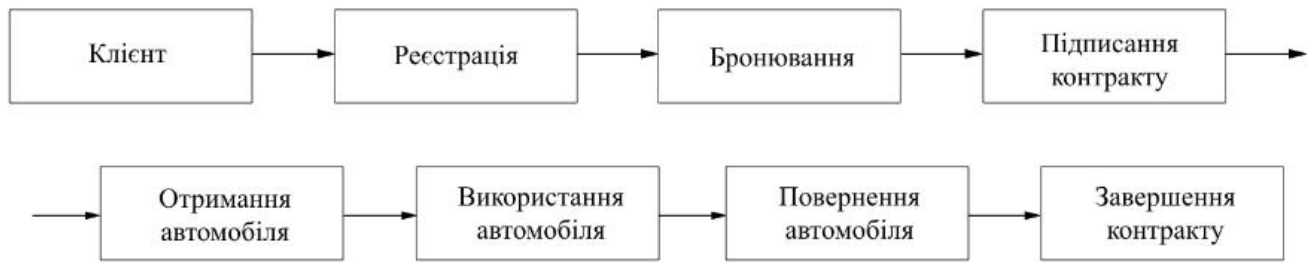 Клієнт
Реєстрація
Бронювання
Підписання
контракту
Отримання
автомобіля
Використання
автомобіля
Повернення
автомобіля
Завершення
контракту